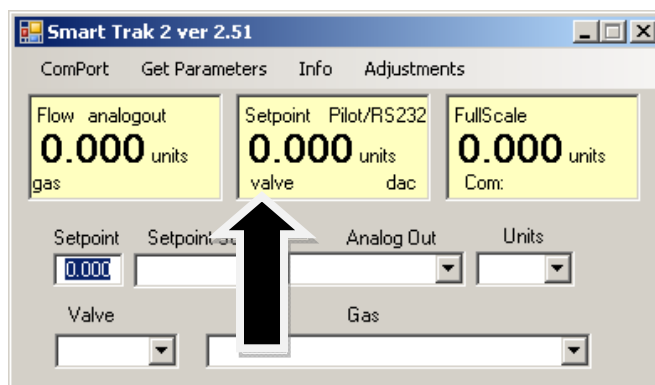 Smart Trak 2 ver 2.51
ComPort Get Parameters Info Adjustments
Flow analogout
0.000 units
gas
Setpoint Pilot/RS232
0.000 units
valve dac
FullScale
0.000 units
Com:
Setpoint Setpoint Analog Out Units
0.000
Valve Gas